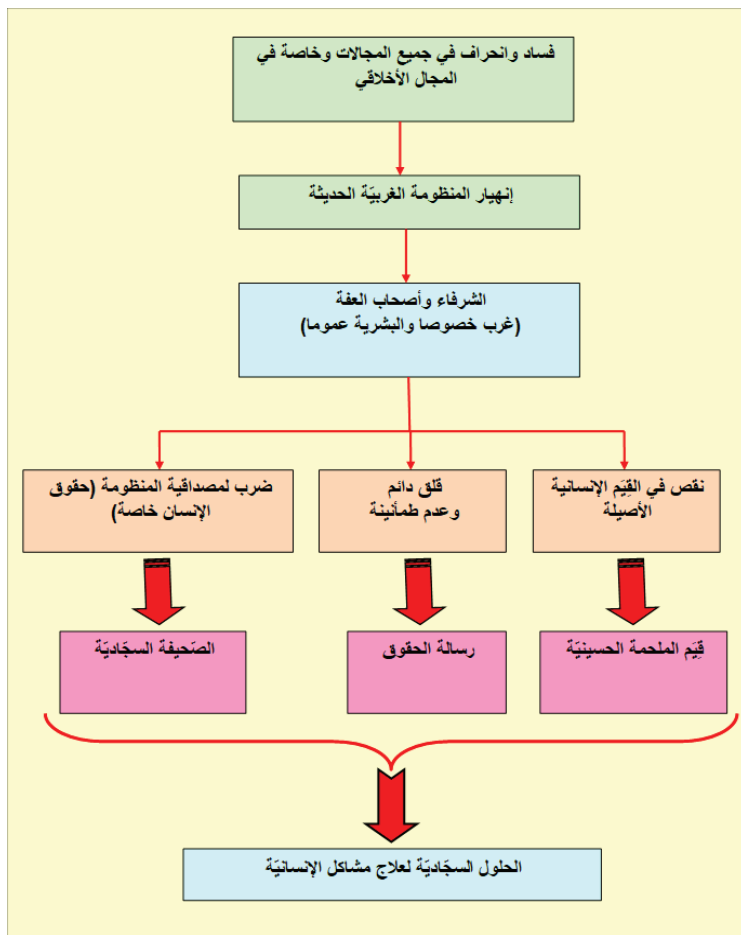 فساد وانحراف في جميع المجالات وخاصة في
المجال الأخلاقي
إنهيار المنظومة الغربيّة الحديثة
الشرفاء وأصحاب العفة
(غرب خصوصا والبشرية عموما)
نقص في القِيَم الإنسانية
الأصيلة
قلق دائم
وعدم طمأنينة
ضرب لمصداقية المنظومة (حقوق
الإنسان خاصة)
قِيَم الملحمة الحسينيّة
رسالة الحقوق
الصّحيفة السجّاديّة
الحلول السجّاديّة لعلاج مشاكل الإنسانيّة